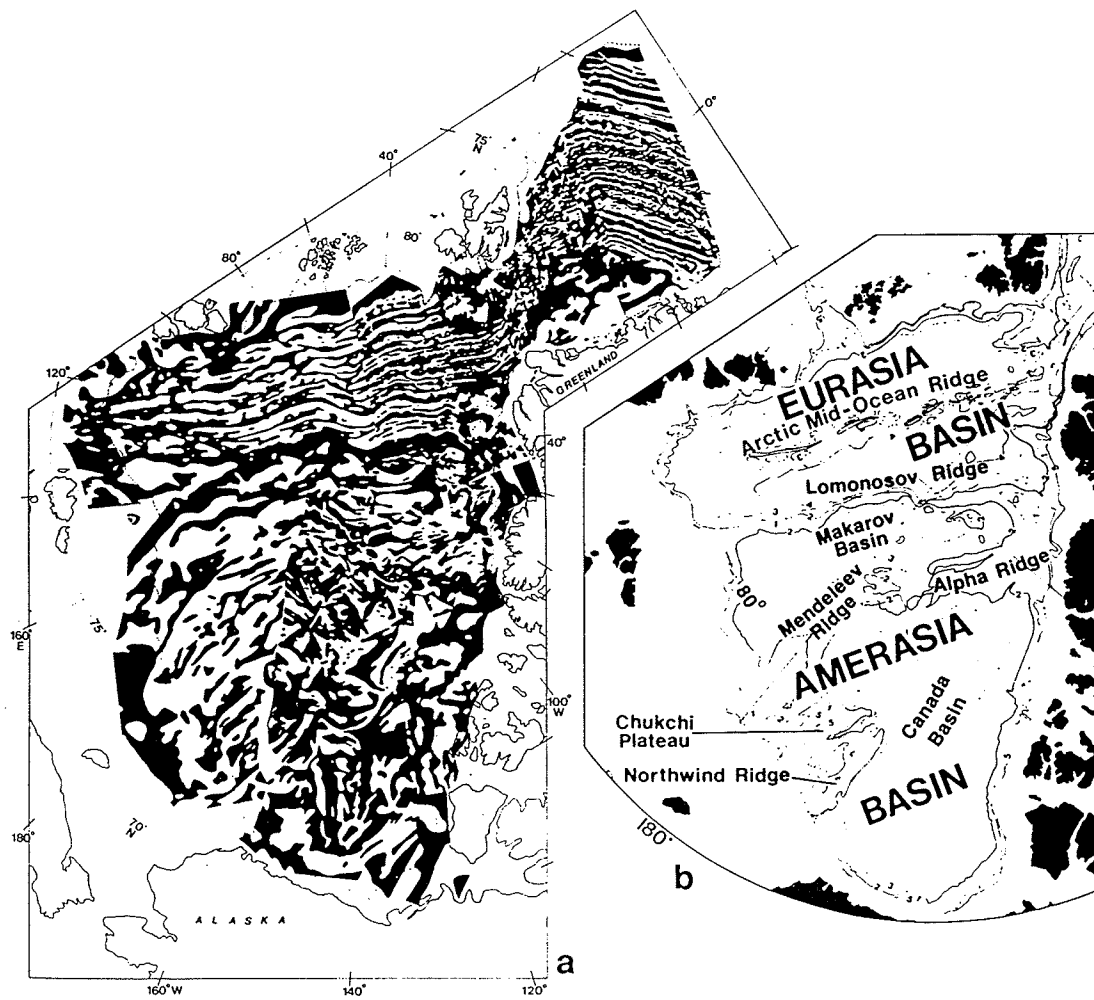 0°
75°
N
40°
80°
80°
120°
GREENLAND
40°
75°
160°
E
100°
W
70°
N
180°
ALASKA
160°W
140°
120°
a
EURASIA
BASIN
Arctic Mid-Ocean Ridge
Lomonosov Ridge
Makarov
Basin
Alpha Ridge
80°
Mendeleev
Ridge
AMERASIA
BASIN
Canada
Basin
Chukchi
Plateau
Northwind Ridge
180°
b